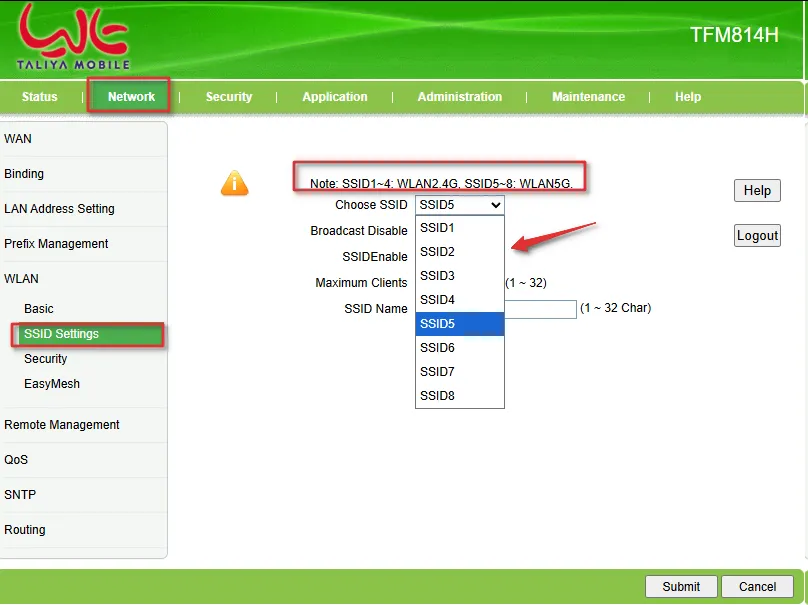 TALIYA MOBILE
TFM814H
Status | Network | Security | Application | Administration | Maintenance | Help
WAN
Binding
LAN Address Setting
Prefix Management
WLAN
Basic
SSID Settings
Security
EasyMesh
Remote Management
QoS
SNTP
Routing
Note: SSID1~4: WLAN2.4G, SSID5~8: WLAN5G.
Choose SSID SSID5
Broadcast Disable
SSIDEnable
Maximum Clients (1 ~ 32)
SSID Name (1 ~ 32 Char)
SSID1
SSID2
SSID3
SSID4
SSID5
SSID6
SSID7
SSID8
Help
Logout
Submit Cancel